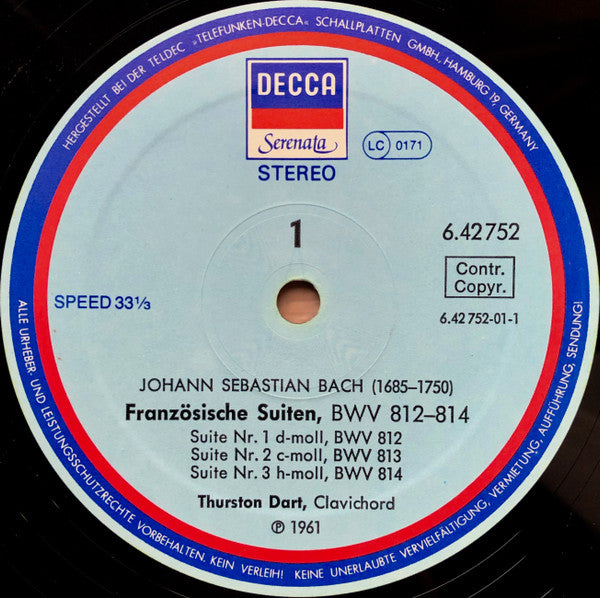 HERGESTELLT BEI DER TELDEC »TELEFUNKEN-DECCA« SCHALLPLATTEN GMBH, HAMBURG 19, GERMANY
DECCA
Serenata
LC 0171
STEREO
1
6.42752
Contr.
Copyr.
SPEED 33⅓
6.42 752-01-1
JOHANN SEBASTIAN BACH (1685–1750)
Französische Suiten, BWV 812–814
Suite Nr. 1 d-moll, BWV 812
Suite Nr. 2 c-moll, BWV 813
Suite Nr. 3 h-moll, BWV 814
Thurston Dart, Clavichord
℗ 1961
ALLE URHEBER- UND LEISTUNGSSCHUTZRECHTE VORBEHALTEN. KEIN VERLEIH! KEINE UNERLAUBTE VERVIELFÄLTIGUNG, VERMIETUNG, AUFFÜHRUNG, SENDUNG!